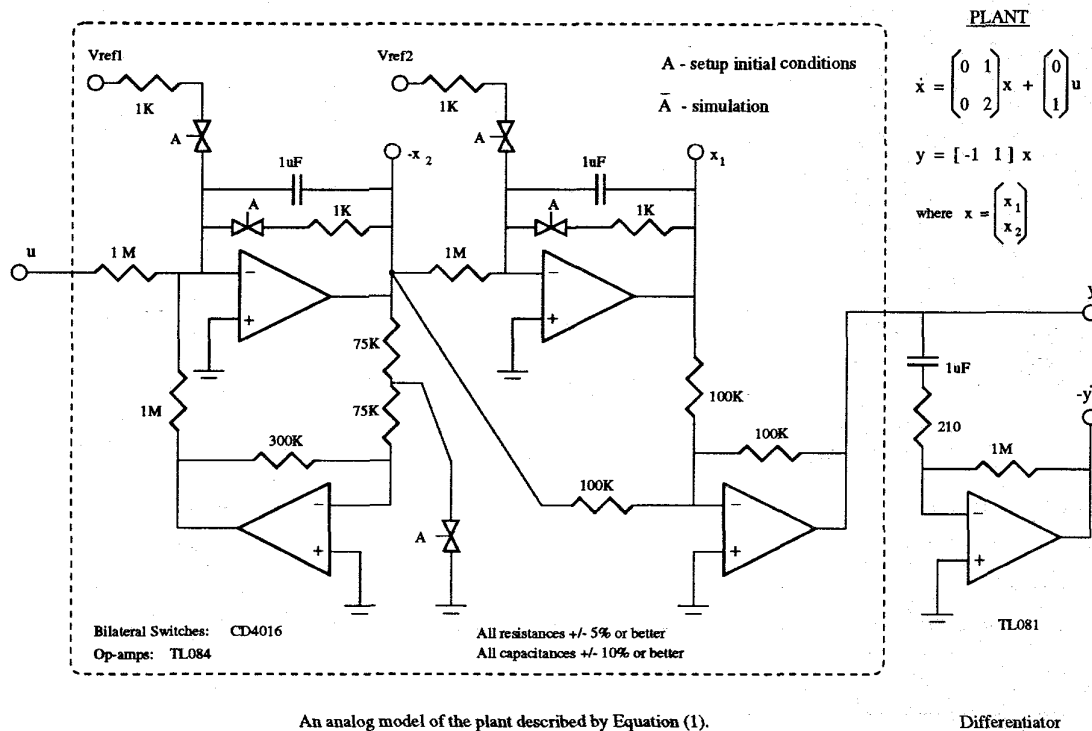 PLANT
Vref1
Vref2
A - setup initial conditions
Ā - simulation
1K
1K
A
A
ẋ = (0 1 0 2) x + (0 1) u
y = [ -1 1 ] x
where x = (x1 x2)
-x2
x1
1uF
1uF
A
1K
A
1K
u
1 M
1M
−
+
−
+
75K
75K
1M
300K
100K
100K
100K
y
1uF
210
-y
1M
−
+
−
+
−
+
A
TL081
Bilateral Switches: CD4016
Op-amps: TL084
All resistances +/- 5% or better
All capacitances +/- 10% or better
An analog model of the plant described by Equation (1).
Differentiator